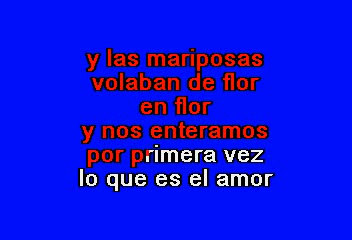 y las mariposas
volaban de flor
en flor
y nos enteramos
por primera vez
lo que es el amor